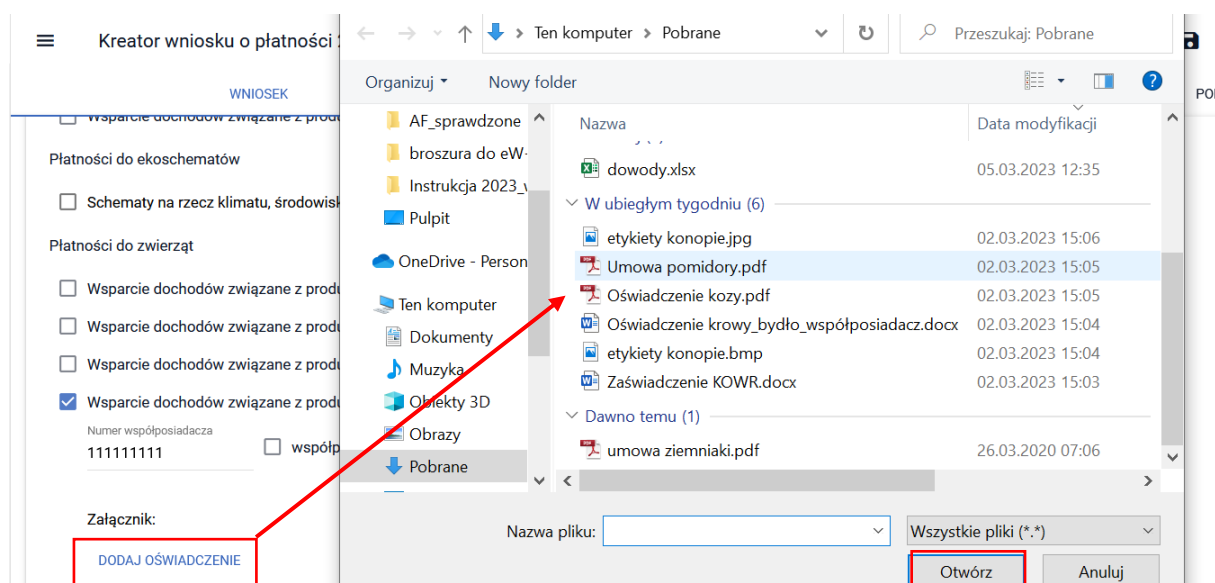 Kreator wniosku o płatności
WNIOSEK
Wsparcie dochodów związane z produ
Płatności do ekoschematów
Schematy na rzecz klimatu, środowisk
Płatności do zwierząt
Wsparcie dochodów związane z produ
Wsparcie dochodów związane z produ
Wsparcie dochodów związane z produ
Wsparcie dochodów związane z produ
Numer współposiadacza
111111111
współp
Załącznik:
DODAJ OŚWIADCZENIE
Ten komputer > Pobrane
Przeszukaj: Pobrane
Organizuj
Nowy folder
AF_sprawdzone
broszura do eW-
Instrukcja 2023_
Pulpit
OneDrive - Person
Ten komputer
Dokumenty
Muzyka
Obiekty 3D
Obrazy
Pobrane
Nazwa Data modyfikacji
dowody.xlsx 05.03.2023 12:35
W ubiegłym tygodniu (6)
etykiety konopie.jpg 02.03.2023 15:06
Umowa pomidory.pdf 02.03.2023 15:05
Oświadczenie kozy.pdf 02.03.2023 15:05
Oświadczenie krowy_bydło_współposiadacz.docx 02.03.2023 15:04
etykiety konopie.bmp 02.03.2023 15:04
Zaświadczenie KOWR.docx 02.03.2023 15:03
Dawno temu (1)
umowa ziemniaki.pdf 26.03.2020 07:06
Nazwa pliku:
Wszystkie pliki (*.*)
Otwórz
Anuluj
PO